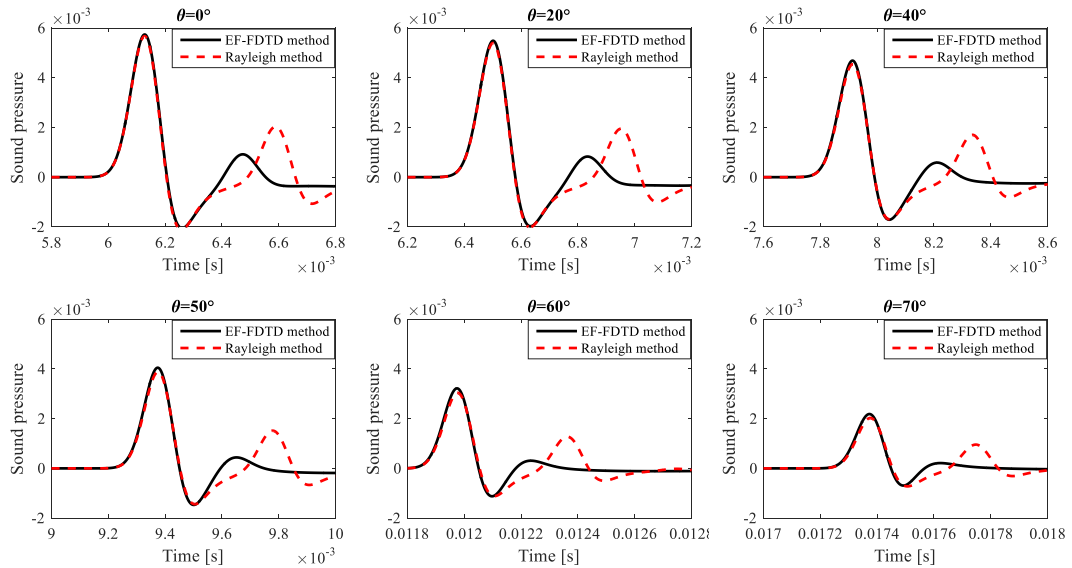 ×10⁻³
θ=0°
6
4
2
0
-2
Sound pressure
EF-FDTD method
Rayleigh method
5.8 6 6.2 6.4 6.6 6.8
Time [s]
×10⁻³
×10⁻³
θ=20°
6
4
2
0
-2
Sound pressure
EF-FDTD method
Rayleigh method
6.2 6.4 6.6 6.8 7 7.2
Time [s]
×10⁻³
×10⁻³
θ=40°
6
4
2
0
-2
Sound pressure
EF-FDTD method
Rayleigh method
7.6 7.8 8 8.2 8.4 8.6
Time [s]
×10⁻³
×10⁻³
θ=50°
6
4
2
0
-2
Sound pressure
EF-FDTD method
Rayleigh method
9 9.2 9.4 9.6 9.8 10
Time [s]
×10⁻³
×10⁻³
θ=60°
6
4
2
0
-2
Sound pressure
EF-FDTD method
Rayleigh method
0.0118 0.012 0.0122 0.0124 0.0126 0.0128
Time [s]
×10⁻³
θ=70°
6
4
2
0
-2
Sound pressure
EF-FDTD method
Rayleigh method
0.017 0.0172 0.0174 0.0176 0.0178 0.018
Time [s]